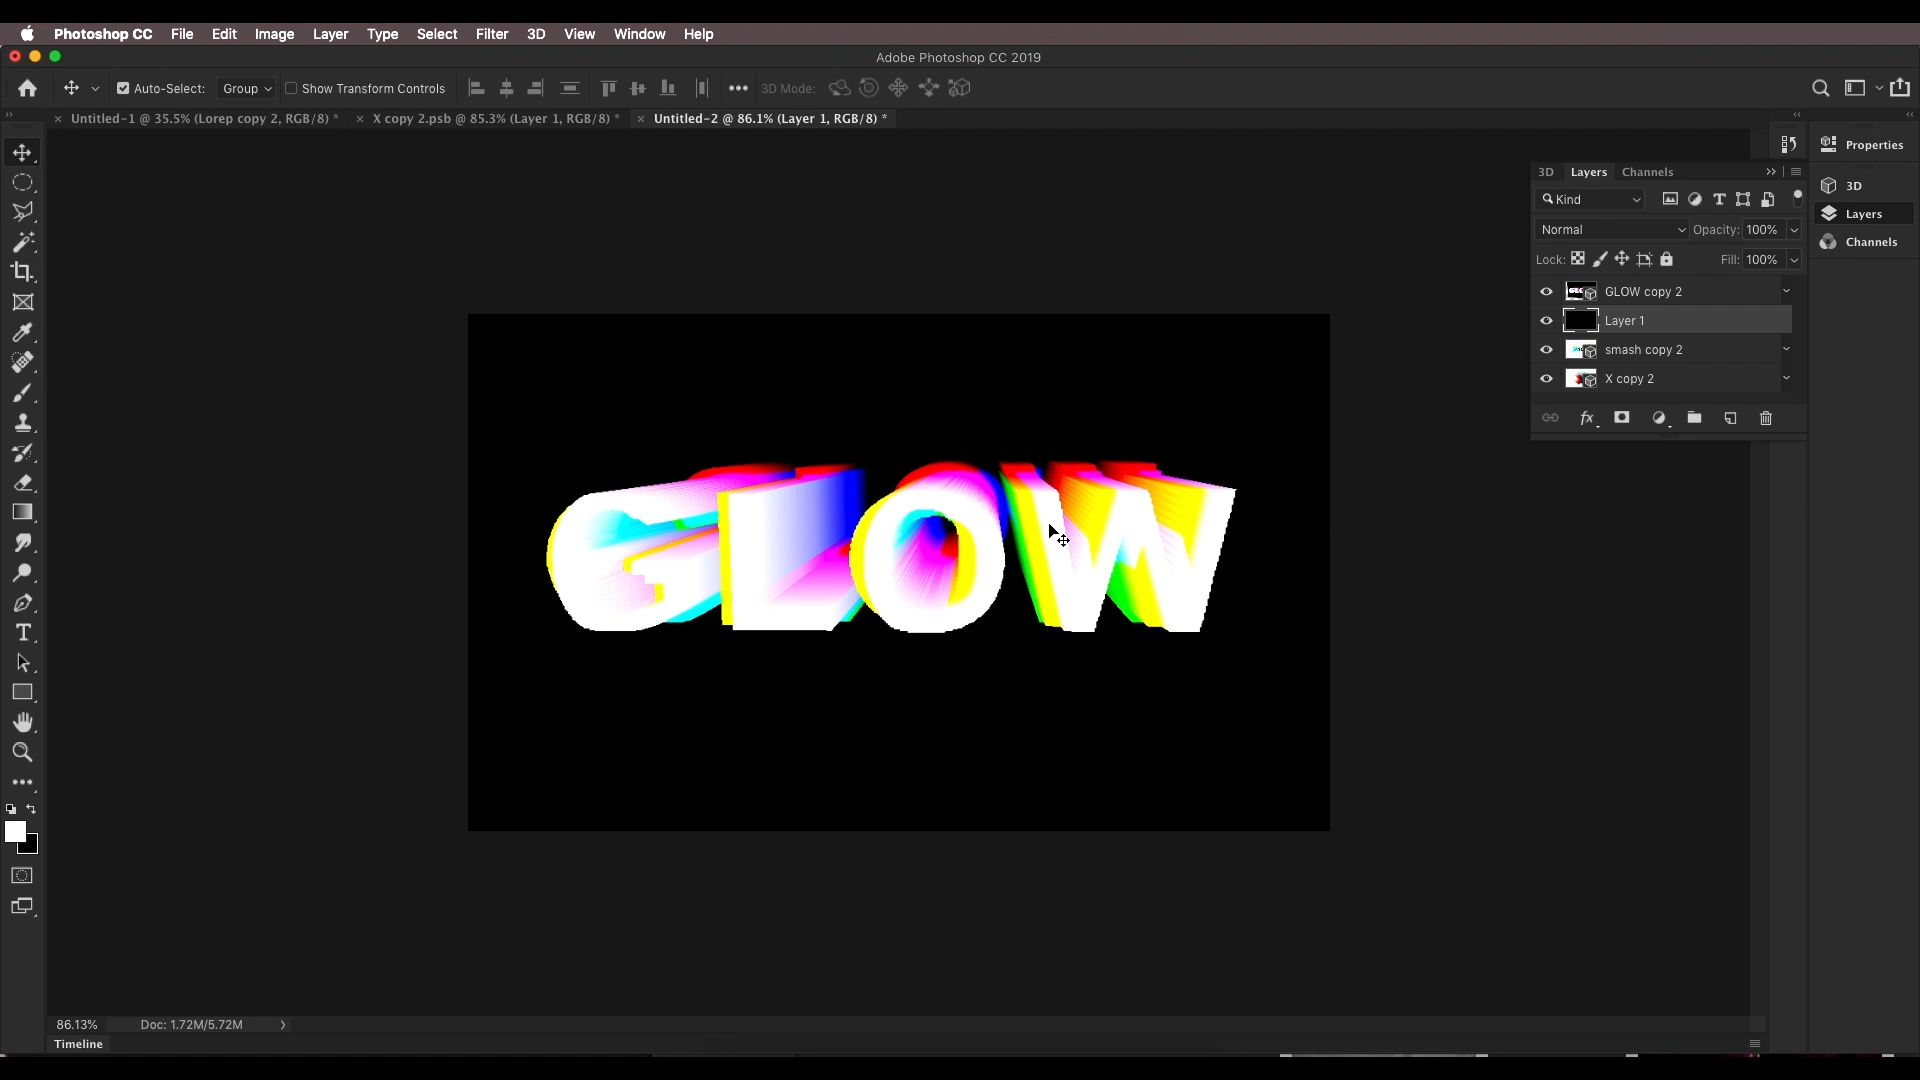 Photoshop CC File Edit Image Layer Type Select Filter 3D View Window Help
Adobe Photoshop CC 2019
Auto-Select: Group Show Transform Controls 3D Mode:
Untitled-1 @ 35.5% (Lorep copy 2, RGB/8) * X copy 2.psb @ 85.3% (Layer 1, RGB/8) * Untitled-2 @ 86.1% (Layer 1, RGB/8) *
Properties
3D Layers Channels
3D
Kind
Layers
Normal Opacity: 100%
Channels
Lock: Fill: 100%
GLOW copy 2
Layer 1
smash copy 2
X copy 2
GLOW
86.13% Doc: 1.72M/5.72M
Timeline